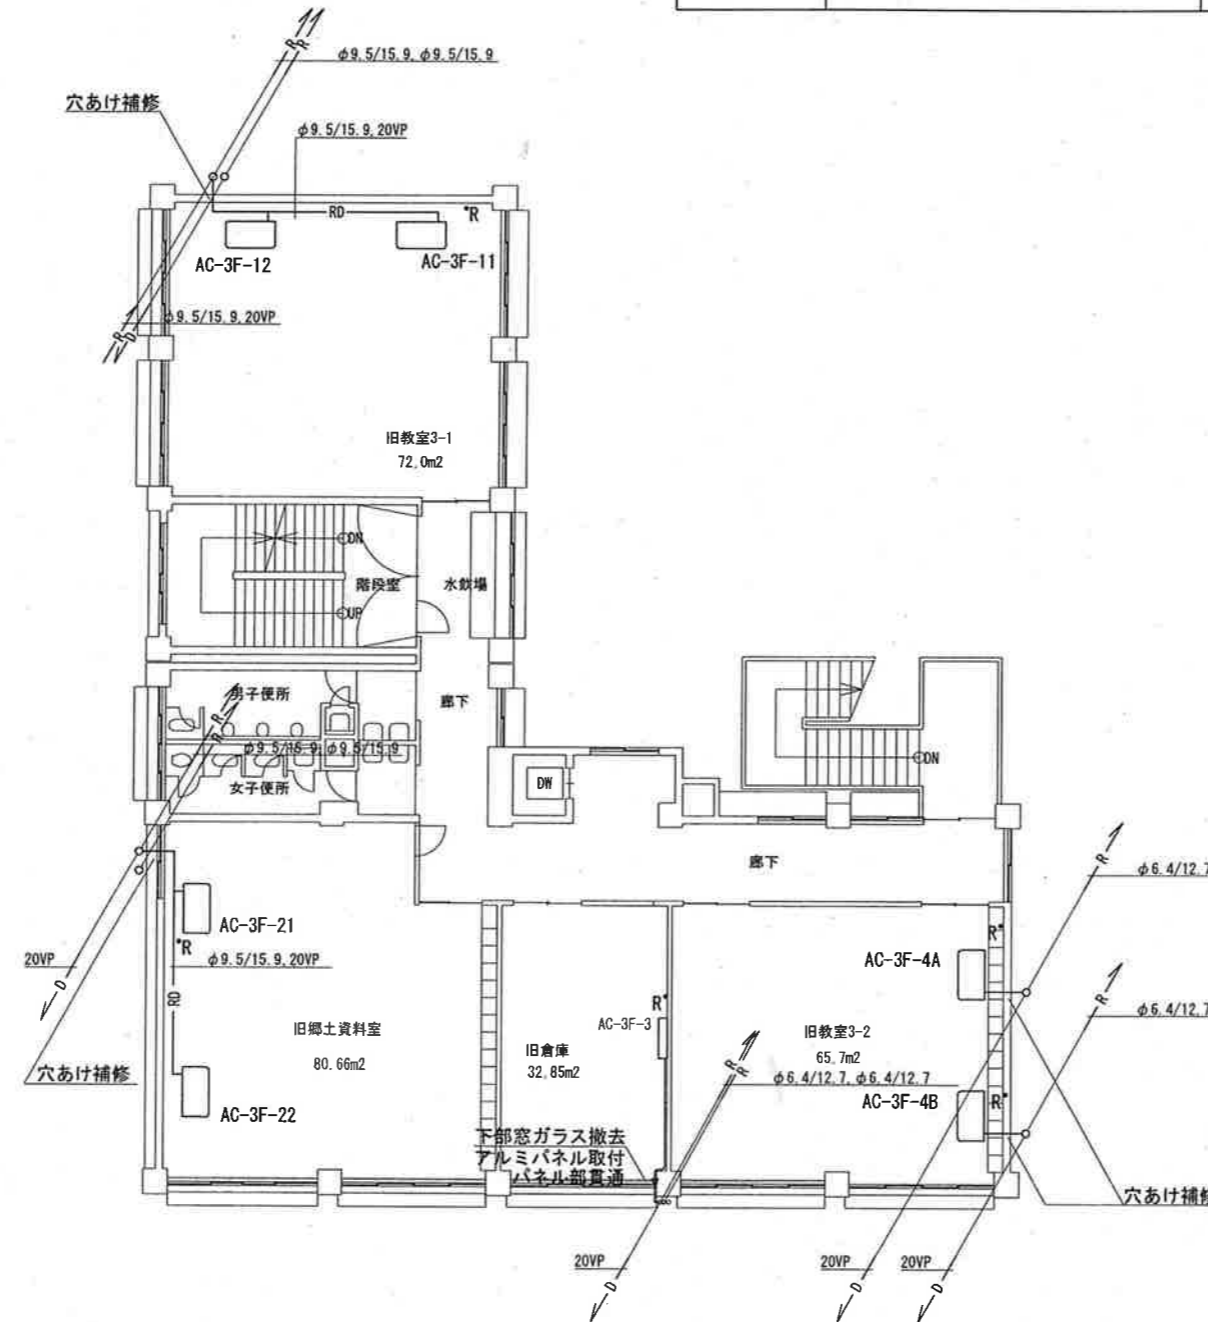 R
R
φ9.5/15.9, φ9.5/15.9
穴あけ補修
φ9.5/15.9, 20VP
RD
*R
AC-3F-12
AC-3F-11
φ9.5/15.9, 20VP
R
D
旧教室3-1
72.0m2
DN
階段室
水飲場
UP
男子便所
廊下
R
R
φ9.5/15.9, φ9.5/15.9
女子便所
DW
DN
廊下
R
φ6.4/12.7
AC-3F-21
*R
φ9.5/15.9, 20VP
20VP
D
RD
R*
AC-3F-4A
R
φ6.4/12.7
旧郷土資料室
80.66m2
R*
AC-3F-3
旧倉庫
32.85m2
旧教室3-2
65.7m2
R
R
φ6.4/12.7, φ6.4/12.7
穴あけ補修
AC-3F-22
AC-3F-4B
R*
下部窓ガラス撤去
アルミパネル取付
パネル部貫通
穴あけ補修
20VP
D
20VP
D
20VP
D